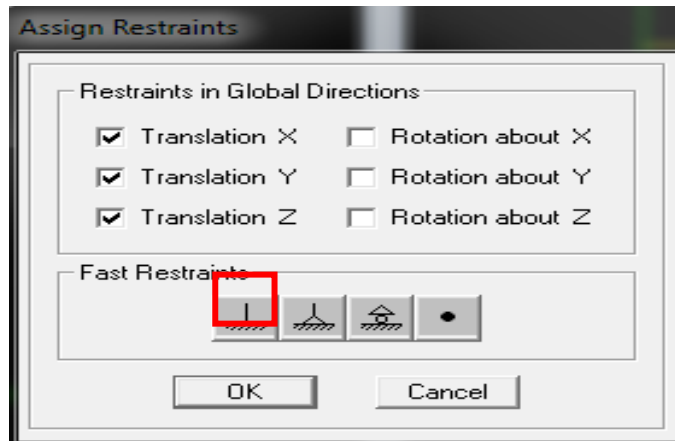 Assign Restraints
Restraints in Global Directions
Translation X Rotation about X
Translation Y Rotation about Y
Translation Z Rotation about Z
Fast Restraints
OK Cancel